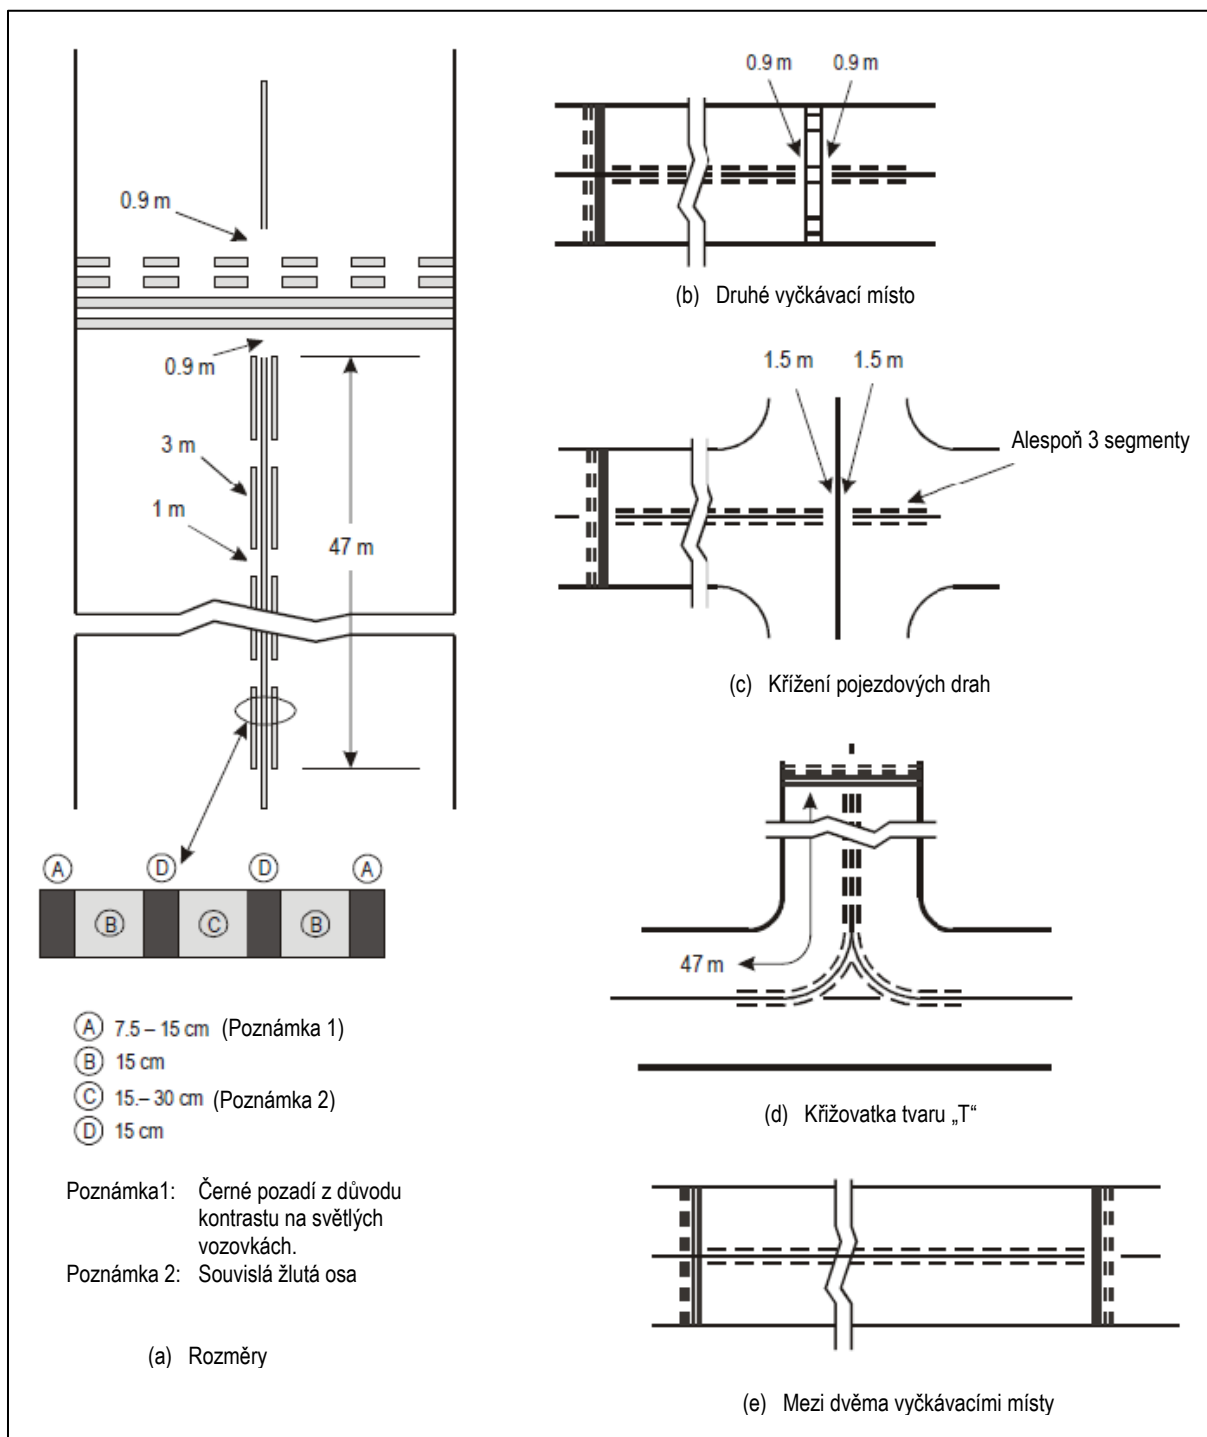 0.9 m
0.9 m
3 m
1 m
47 m
A D D A
B C B
A 7.5 – 15 cm (Poznámka 1)
B 15 cm
C 15.– 30 cm (Poznámka 2)
D 15 cm
Poznámka1: Černé pozadí z důvodu
kontrastu na světlých
vozovkách.
Poznámka 2: Souvislá žlutá osa
(a) Rozměry
0.9 m 0.9 m
(b) Druhé vyčkávací místo
1.5 m 1.5 m
Alespoň 3 segmenty
(c) Křížení pojezdových drah
47 m
(d) Křižovatka tvaru „T“
(e) Mezi dvěma vyčkávacími místy